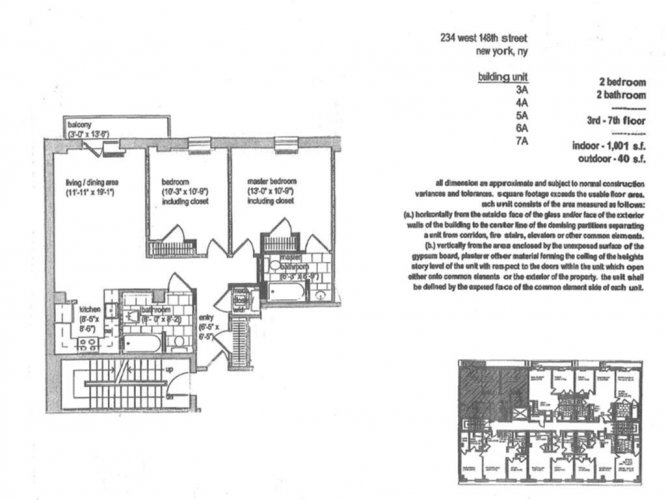 234 west 148th street
new york, ny
building unit
3A
4A
5A
6A
7A
2 bedroom
2 bathroom
3rd - 7th floor
indoor - 1,001 s.f.
outdoor - 40 s.f.
all dimension are approximate and subject to normal construction
variances and tolerances. square footage exceeds the usable floor area.
each unit consists of the area measured as follows:
(a.) horizontally from the outside face of the glass and/or face of the exterior
walls of the building to the center line of the demising partitions separating
a unit from corridors, fire stairs, elevators or other common elements.
(b.) vertically from the area enclosed by the unexposed surface of the
gypsum board, plaster or other material forming the ceiling of the heights
story level of the unit with respect to the doors within the unit which open
either onto common elements or the exterior of the property. the unit shall
be defined by the exposed face of the common element side of each unit.
balcony
(3'-0" x 13'-6")
living / dining area
(11'-11" x 19'-1")
bedroom
(10'-3" x 10'-9")
including closet
master bedroom
(13'-0" x 10'-9")
including closet
master
bathroom
kitchen
(8'-5" x
8'-6")
bathroom
entry
(6'-5" x
6'-5")
up